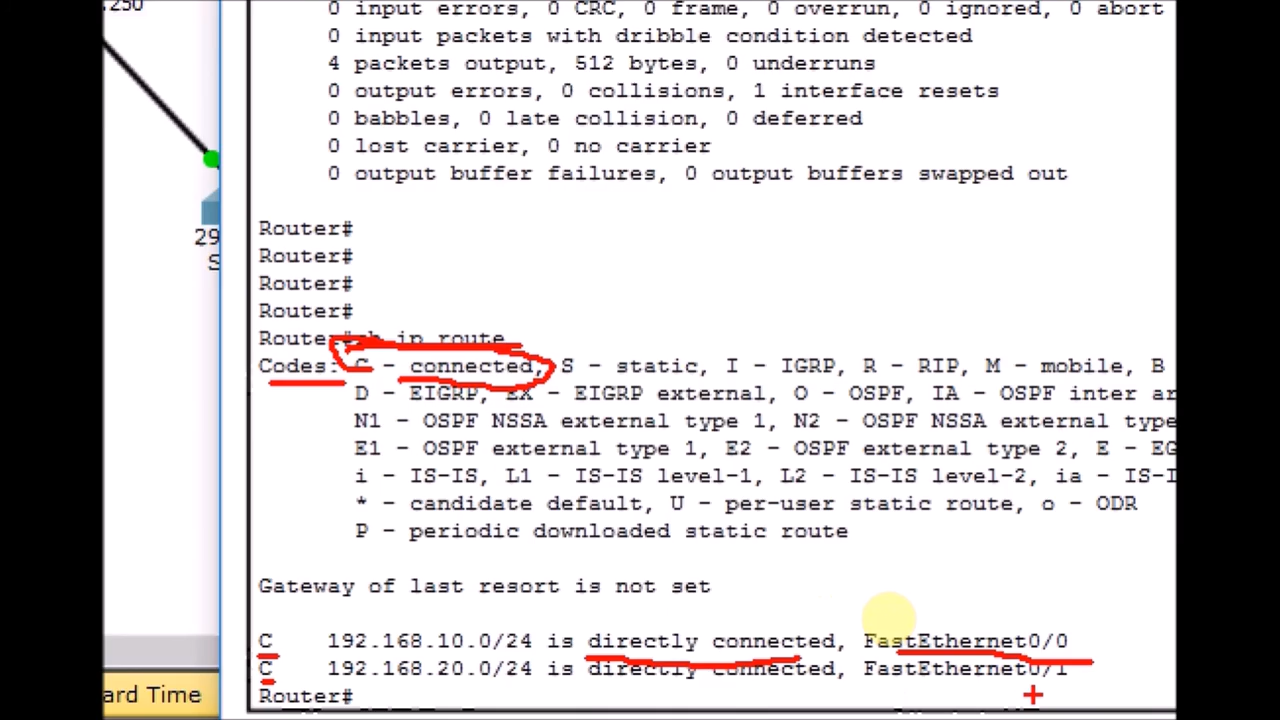 .250
29
S
ard Time
0 input errors, 0 CRC, 0 frame, 0 overrun, 0 ignored, 0 abort
0 input packets with dribble condition detected
4 packets output, 512 bytes, 0 underruns
0 output errors, 0 collisions, 1 interface resets
0 babbles, 0 late collision, 0 deferred
0 lost carrier, 0 no carrier
0 output buffer failures, 0 output buffers swapped out
Router#
Router#
Router#
Router#
Router#sh ip route
Codes: C - connected, S - static, I - IGRP, R - RIP, M - mobile, B
D - EIGRP, EX - EIGRP external, O - OSPF, IA - OSPF inter ar
N1 - OSPF NSSA external type 1, N2 - OSPF NSSA external type
E1 - OSPF external type 1, E2 - OSPF external type 2, E - EG
i - IS-IS, L1 - IS-IS level-1, L2 - IS-IS level-2, ia - IS-I
* - candidate default, U - per-user static route, o - ODR
P - periodic downloaded static route
Gateway of last resort is not set
C 192.168.10.0/24 is directly connected, FastEthernet0/0
C 192.168.20.0/24 is directly connected, FastEthernet0/1
Router#